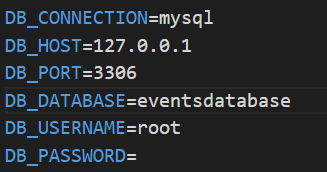 DB_CONNECTION=mysql
DB_HOST=127.0.0.1
DB_PORT=3306
DB_DATABASE=eventsdatabase
DB_USERNAME=root
DB_PASSWORD=